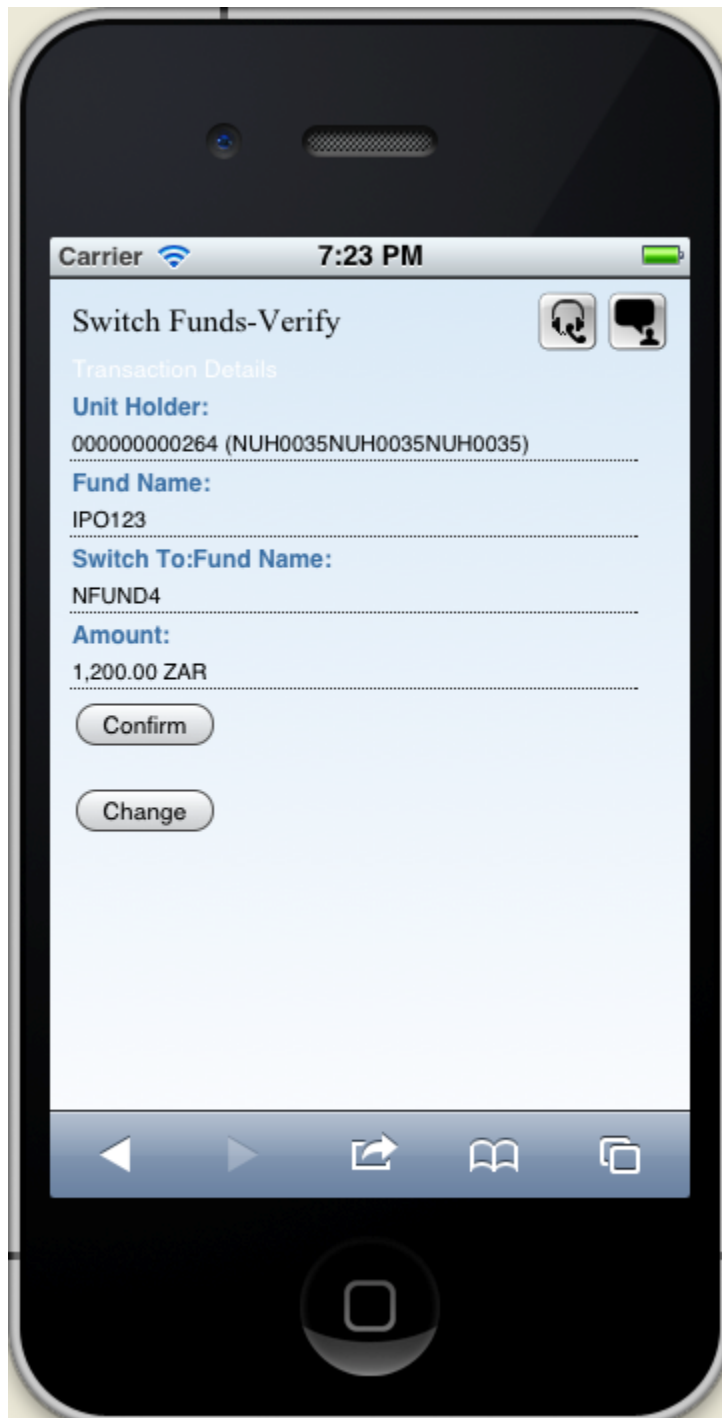 Carrier 7:23 PM
Switch Funds-Verify
Transaction Details
Unit Holder:
000000000264 (NUH0035NUH0035NUH0035)
Fund Name:
IPO123
Switch To:Fund Name:
NFUND4
Amount:
1,200.00 ZAR
Confirm
Change